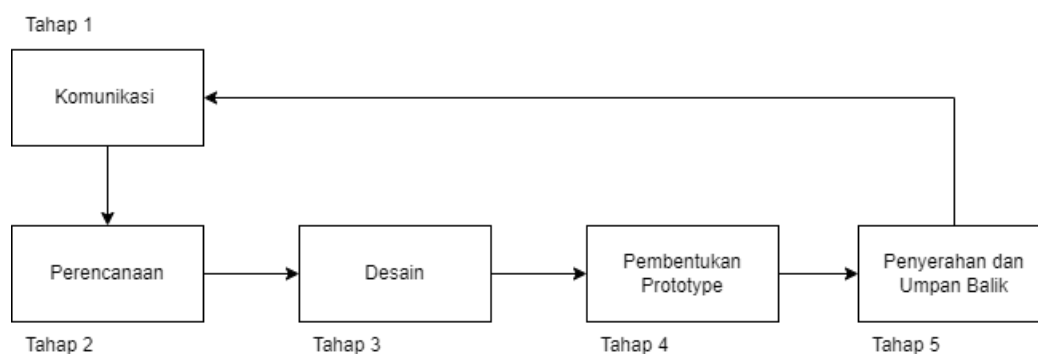 Tahap 1
Komunikasi
Perencanaan
Desain
Pembentukan
Prototype
Penyerahan dan
Umpan Balik
Tahap 2
Tahap 3
Tahap 4
Tahap 5